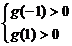 g(-1) > 0
g(1) > 0